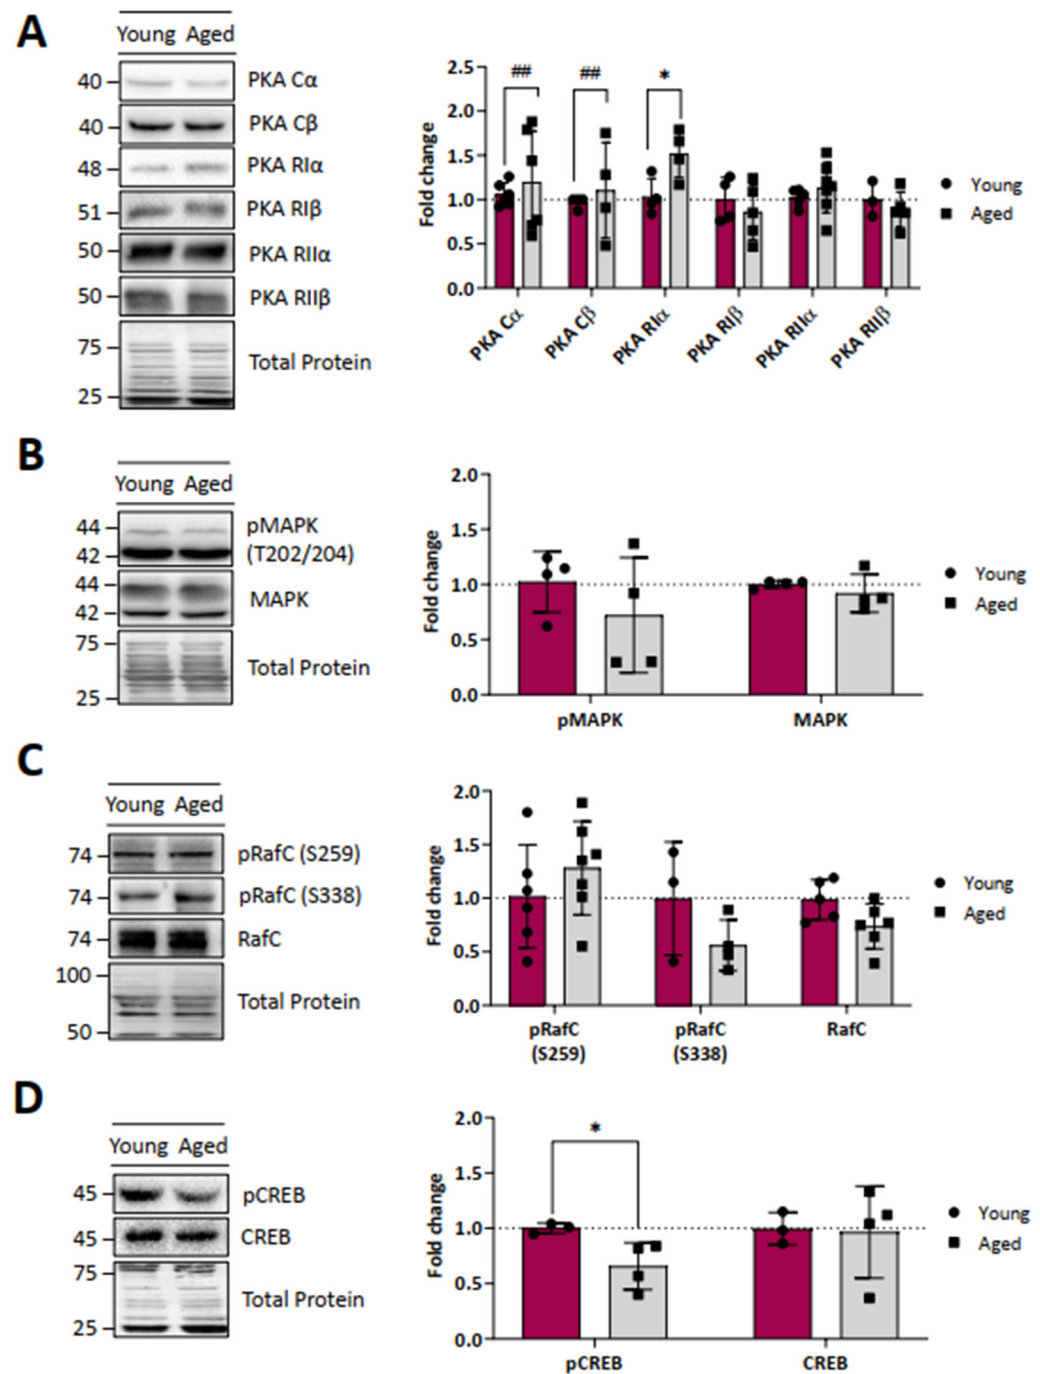 A
Young Aged
40 PKA Cα
40 PKA Cβ
48 PKA RIα
51 PKA RIβ
50 PKA RIIα
50 PKA RIIβ
75
Total Protein
25
Fold change
2.5
2.0
1.5
1.0
0.5
0.0
## ## *
PKA Cα PKA Cβ PKA RIα PKA RIβ PKA RIIα PKA RIIβ
Young
Aged
B
Young Aged
44 pMAPK
42 (T202/204)
44
MAPK
42
75
Total Protein
25
Fold change
2.0
1.5
1.0
0.5
0.0
pMAPK MAPK
Young
Aged
C
Young Aged
74 pRafC (S259)
74 pRafC (S338)
74 RafC
100
Total Protein
50
Fold change
2.0
1.5
1.0
0.5
0.0
pRafC pRafC RafC
(S259) (S338)
Young
Aged
D
Young Aged
45 pCREB
45 CREB
75
Total Protein
25
Fold change
2.0
1.5
1.0
0.5
0.0
*
pCREB CREB
Young
Aged